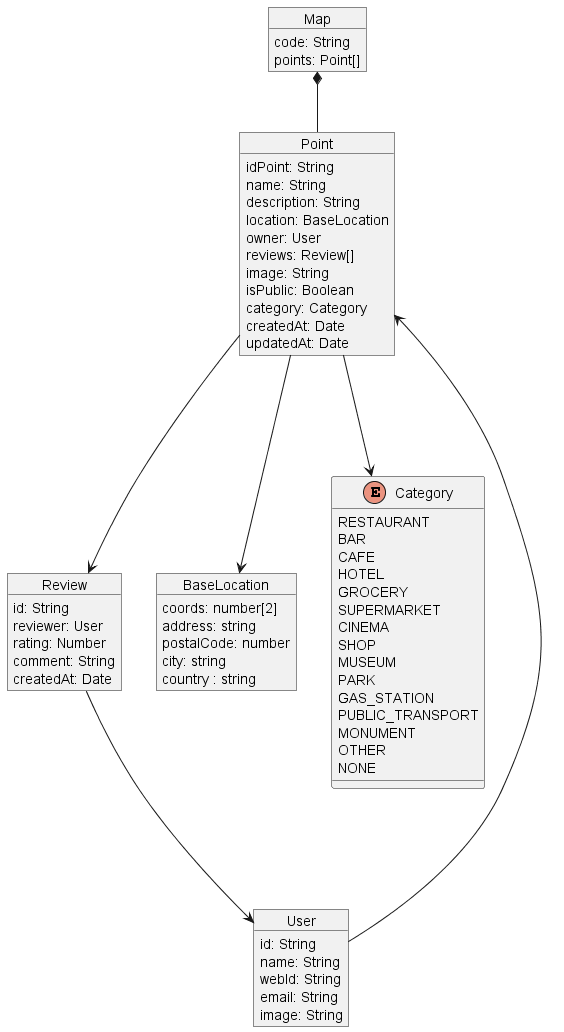 Map
code: String
points: Point[]
Point
idPoint: String
name: String
description: String
location: BaseLocation
owner: User
reviews: Review[]
image: String
isPublic: Boolean
category: Category
createdAt: Date
updatedAt: Date
Review
id: String
reviewer: User
rating: Number
comment: String
createdAt: Date
BaseLocation
coords: number[2]
address: string
postalCode: number
city: string
country : string
E Category
RESTAURANT
BAR
CAFE
HOTEL
GROCERY
SUPERMARKET
CINEMA
SHOP
MUSEUM
PARK
GAS_STATION
PUBLIC_TRANSPORT
MONUMENT
OTHER
NONE
User
id: String
name: String
webId: String
email: String
image: String